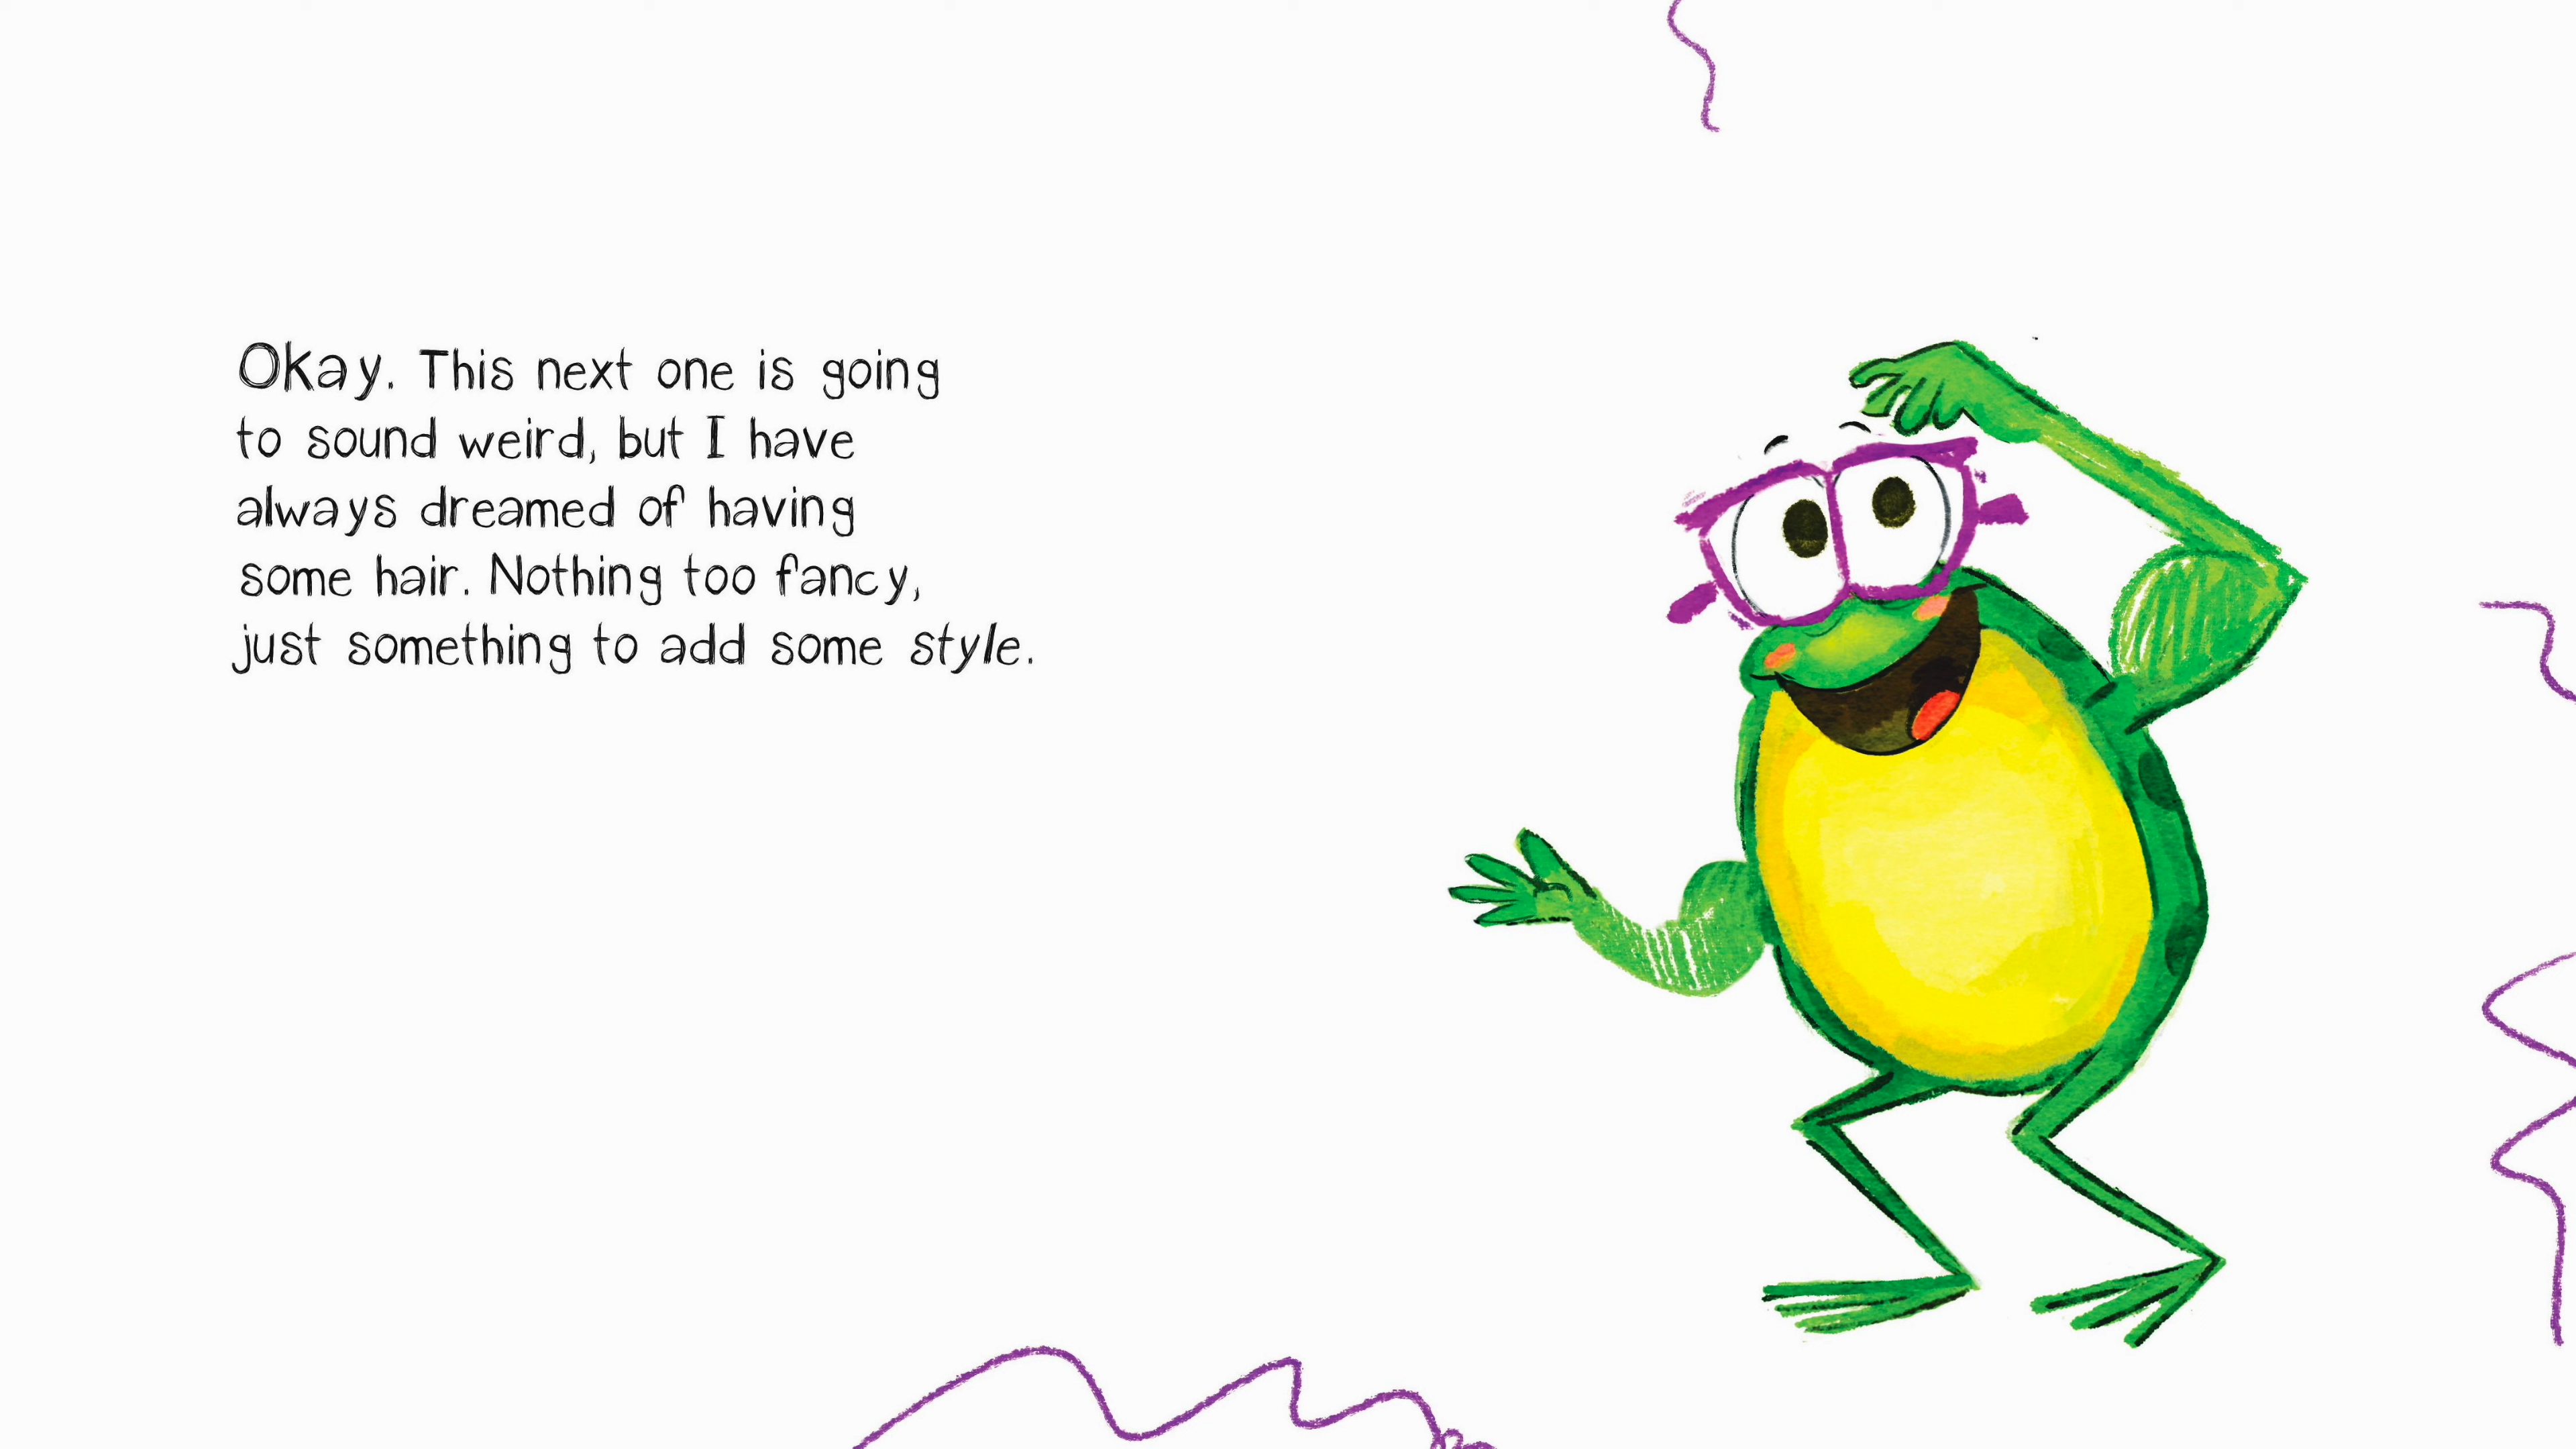 Okay. This next one is going
to sound weird, but I have
always dreamed of having
some hair. Nothing too fancy,
just something to add some style.